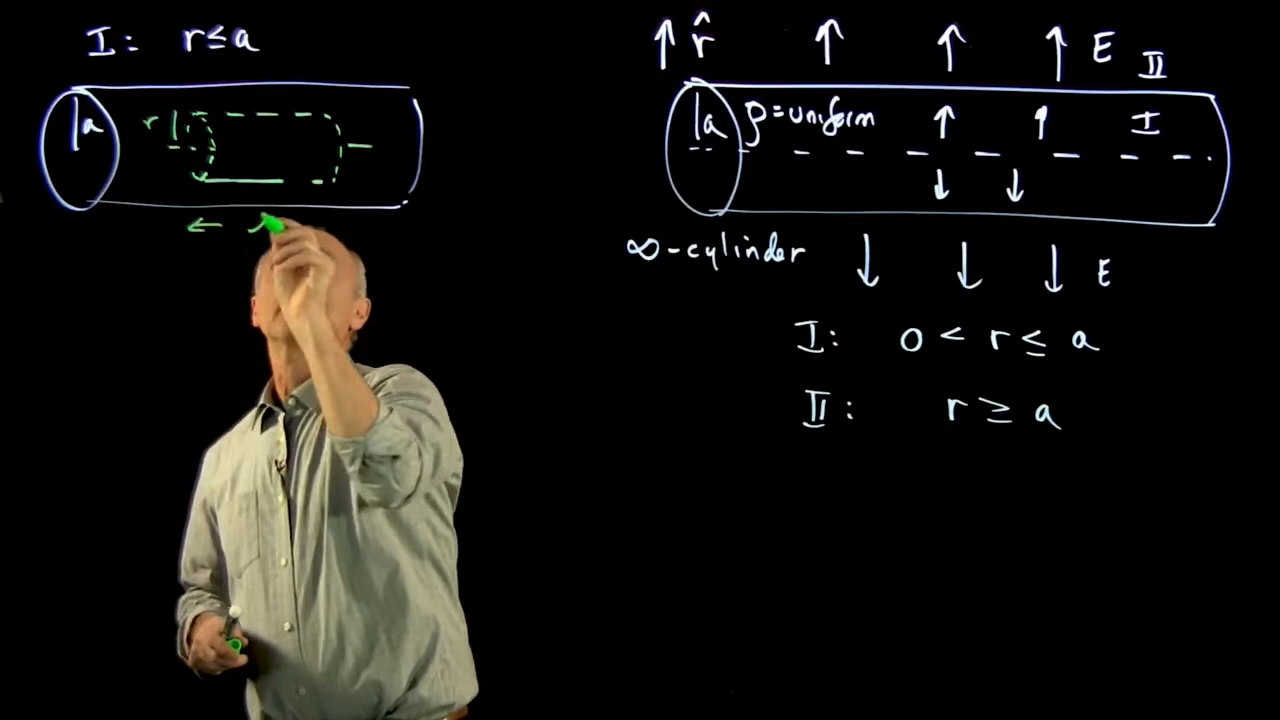 I: r≤a
a
r
←
↑ r̂ ↑ ↑ ↑ E II
a ρ=uniform ↑ ↑ I
↓ ↓
∞-cylinder ↓ ↓ ↓ E
I: 0 < r ≤ a
II: r ≥ a